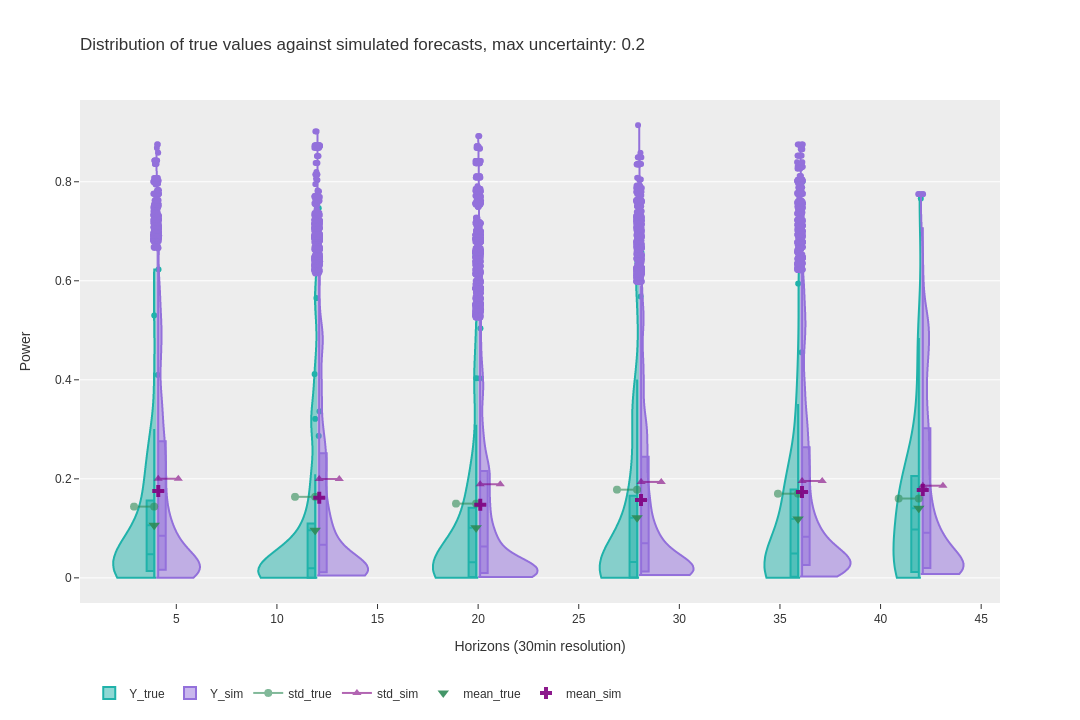 Distribution of true values against simulated forecasts, max uncertainty: 0.2
Power
0.8
0.6
0.4
0.2
0
5 10 15 20 25 30 35 40 45
Horizons (30min resolution)
Y_true Y_sim std_true std_sim mean_true mean_sim